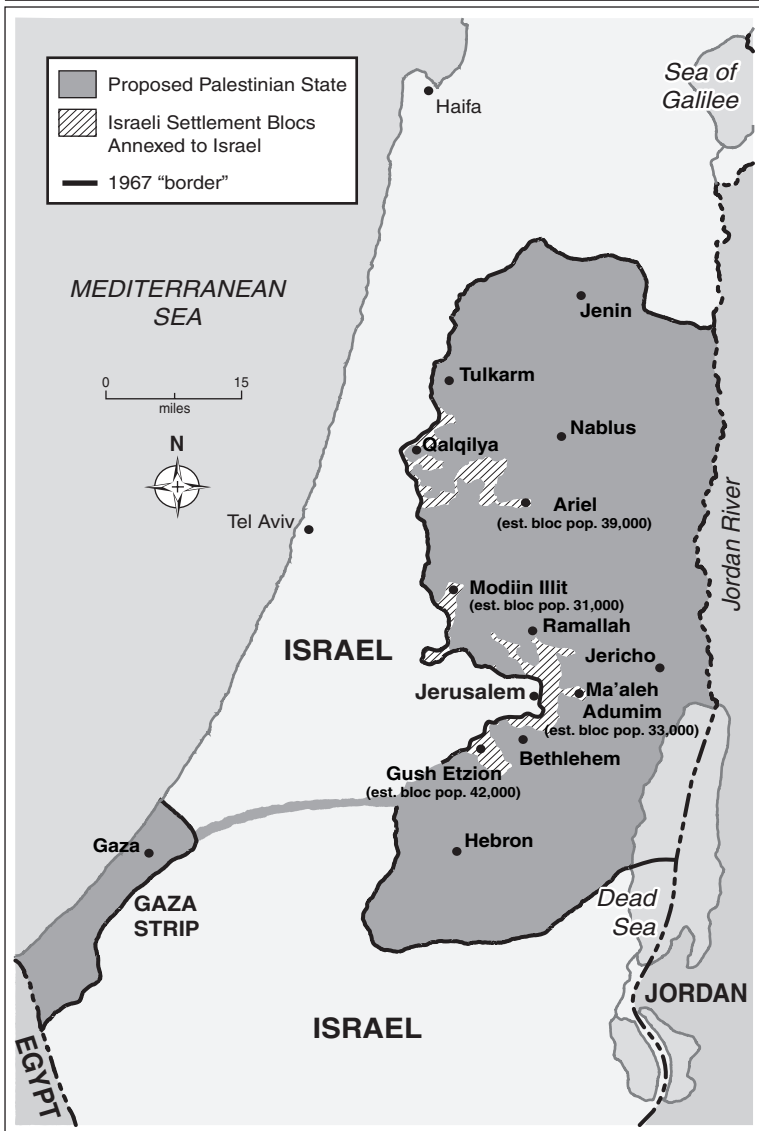 Proposed Palestinian State
Israeli Settlement Blocs
Annexed to Israel
1967 “border”
Sea of
Galilee
Haifa
MEDITERRANEAN
SEA
Jenin
0 15
miles
Tulkarm
N
Nablus
Qalqilya
Ariel
(est. bloc pop. 39,000)
Tel Aviv
Jordan River
Modiin Illit
(est. bloc pop. 31,000)
Ramallah
ISRAEL
Jericho
Jerusalem
Ma’aleh
Adumim
(est. bloc pop. 33,000)
Bethlehem
Gush Etzion
(est. bloc pop. 42,000)
Hebron
Gaza
GAZA
STRIP
Dead
Sea
JORDAN
ISRAEL
EGYPT